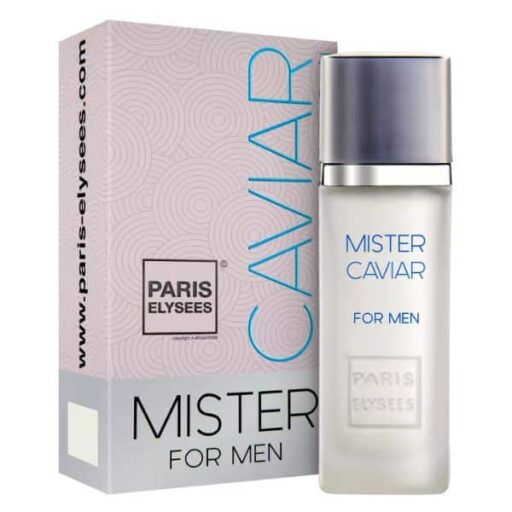 www.paris-elysees.com
CAVIAR
PARIS
ELYSEES
©
MISTER
FOR MEN
MISTER
CAVIAR
FOR MEN
PARIS
ELYSEES